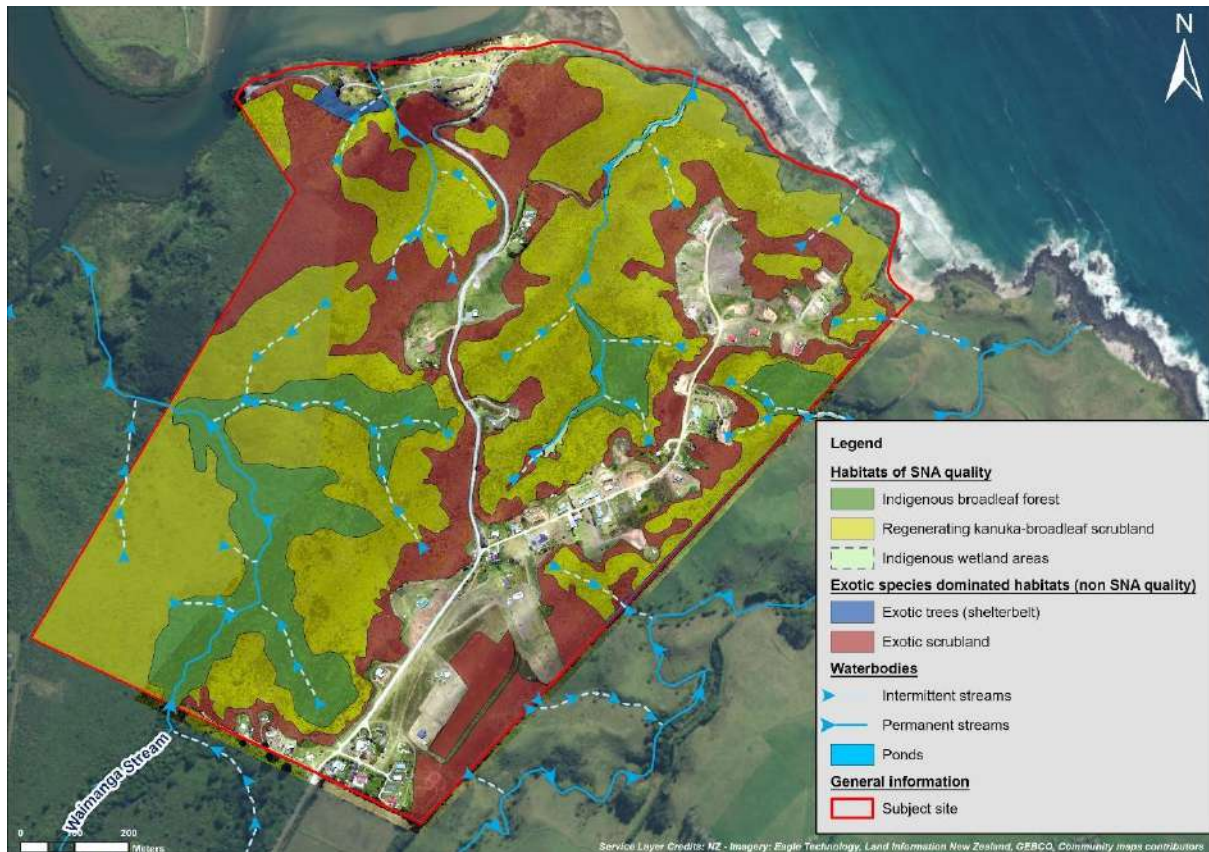 N
Legend
Habitats of SNA quality
Indigenous broadleaf forest
Regenerating kanuka-broadleaf scrubland
Indigenous wetland areas
Exotic species dominated habitats (non SNA quality)
Exotic trees (shelterbelt)
Exotic scrubland
Waterbodies
Intermittent streams
Permanent streams
Ponds
General information
Subject site
Waimanga Stream
0 100 200
Meters
Service Layer Credits: NZ - Imagery: Eagle Technology, Land Information New Zealand, GEBCO, Community maps contributors